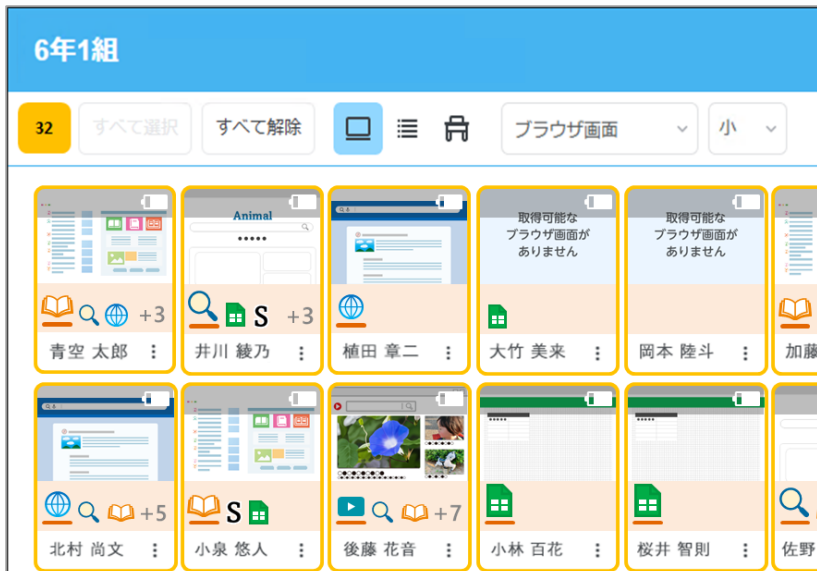 6年1組
32 すべて選択 すべて解除 ブラウザ画面 小
Animal
取得可能な
ブラウザ画面が
ありません
取得可能な
ブラウザ画面が
ありません
+3 S +3
青空 太郎 井川 綾乃 植田 章二 大竹 美来 岡本 陸斗 加藤
+5 S +7
北村 尚文 小泉 悠人 後藤 花音 小林 百花 桜井 智則 佐野